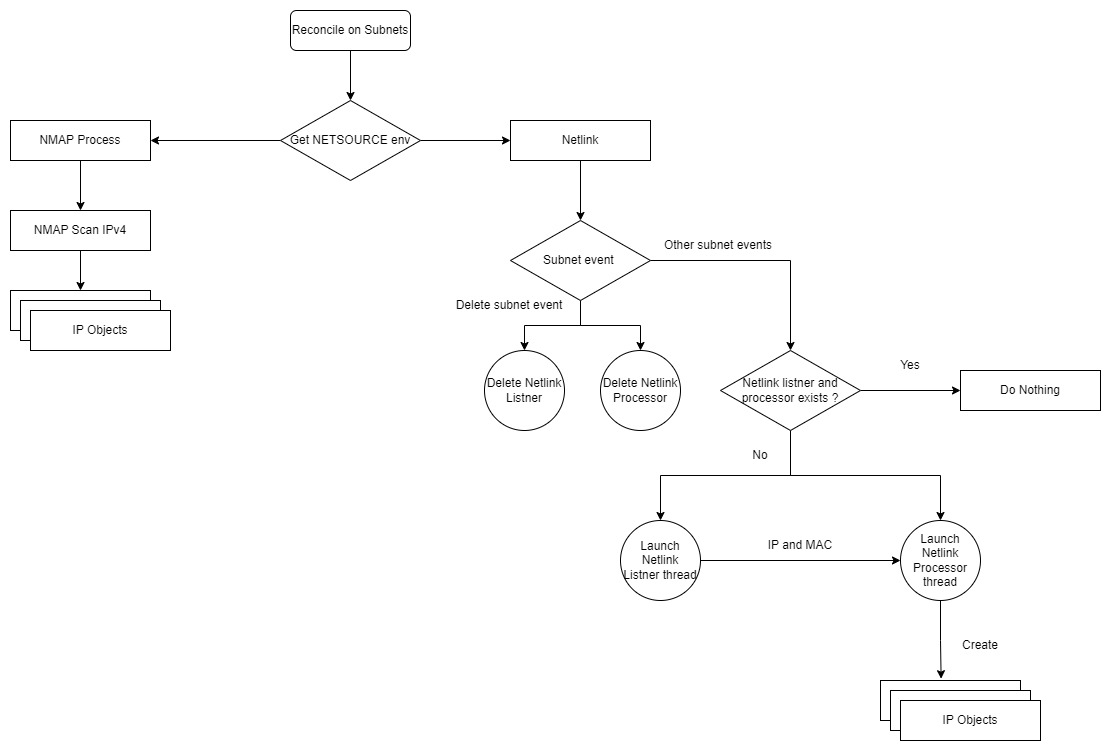 Reconcile on Subnets
NMAP Process
Get NETSOURCE env
Netlink
NMAP Scan IPv4
Subnet event
Other subnet events
Delete subnet event
IP Objects
Delete Netlink
Listner
Delete Netlink
Processor
Netlink listner and
processor exists ?
Yes
Do Nothing
No
Launch
Netlink
Listner thread
IP and MAC
Launch
Netlink
Processor
thread
Create
IP Objects